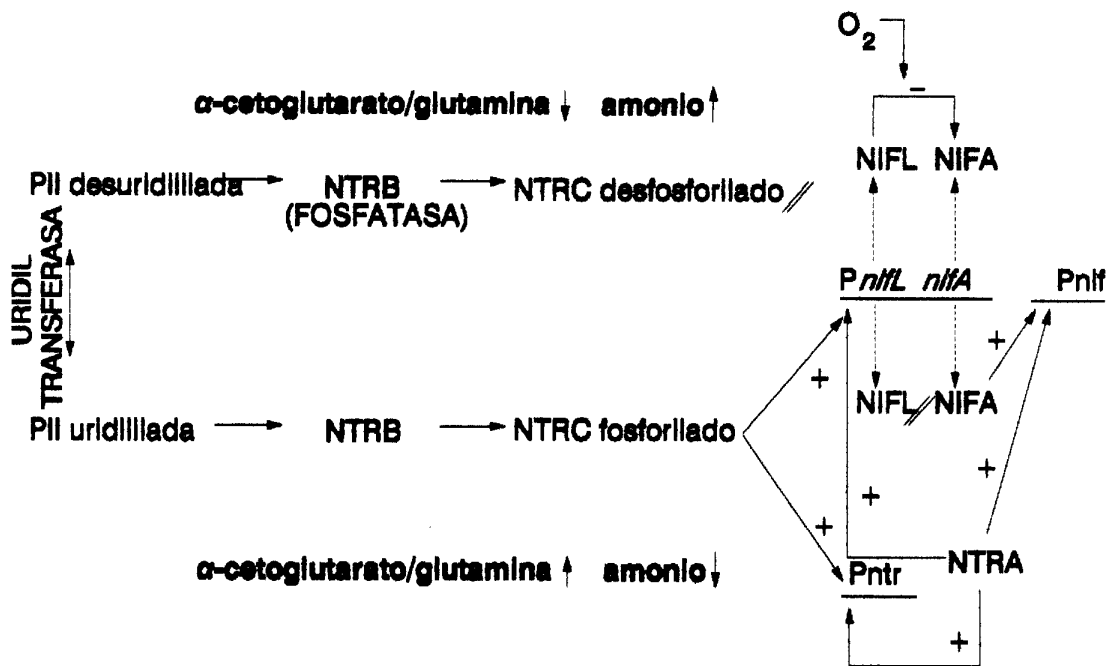 O2
−
α-cetoglutarato/glutamina ↓ amonio ↑
NIFL NIFA
PII desuridililada → NTRB → NTRC desfosforilado //
(FOSFATASA)
URIDIL
TRANSFERASA
P nifL nifA Pnif
+
+
NIFL // NIFA
PII uridililada → NTRB → NTRC fosforilado
+
+
+
α-cetoglutarato/glutamina ↑ amonio ↓
Pntr NTRA
+